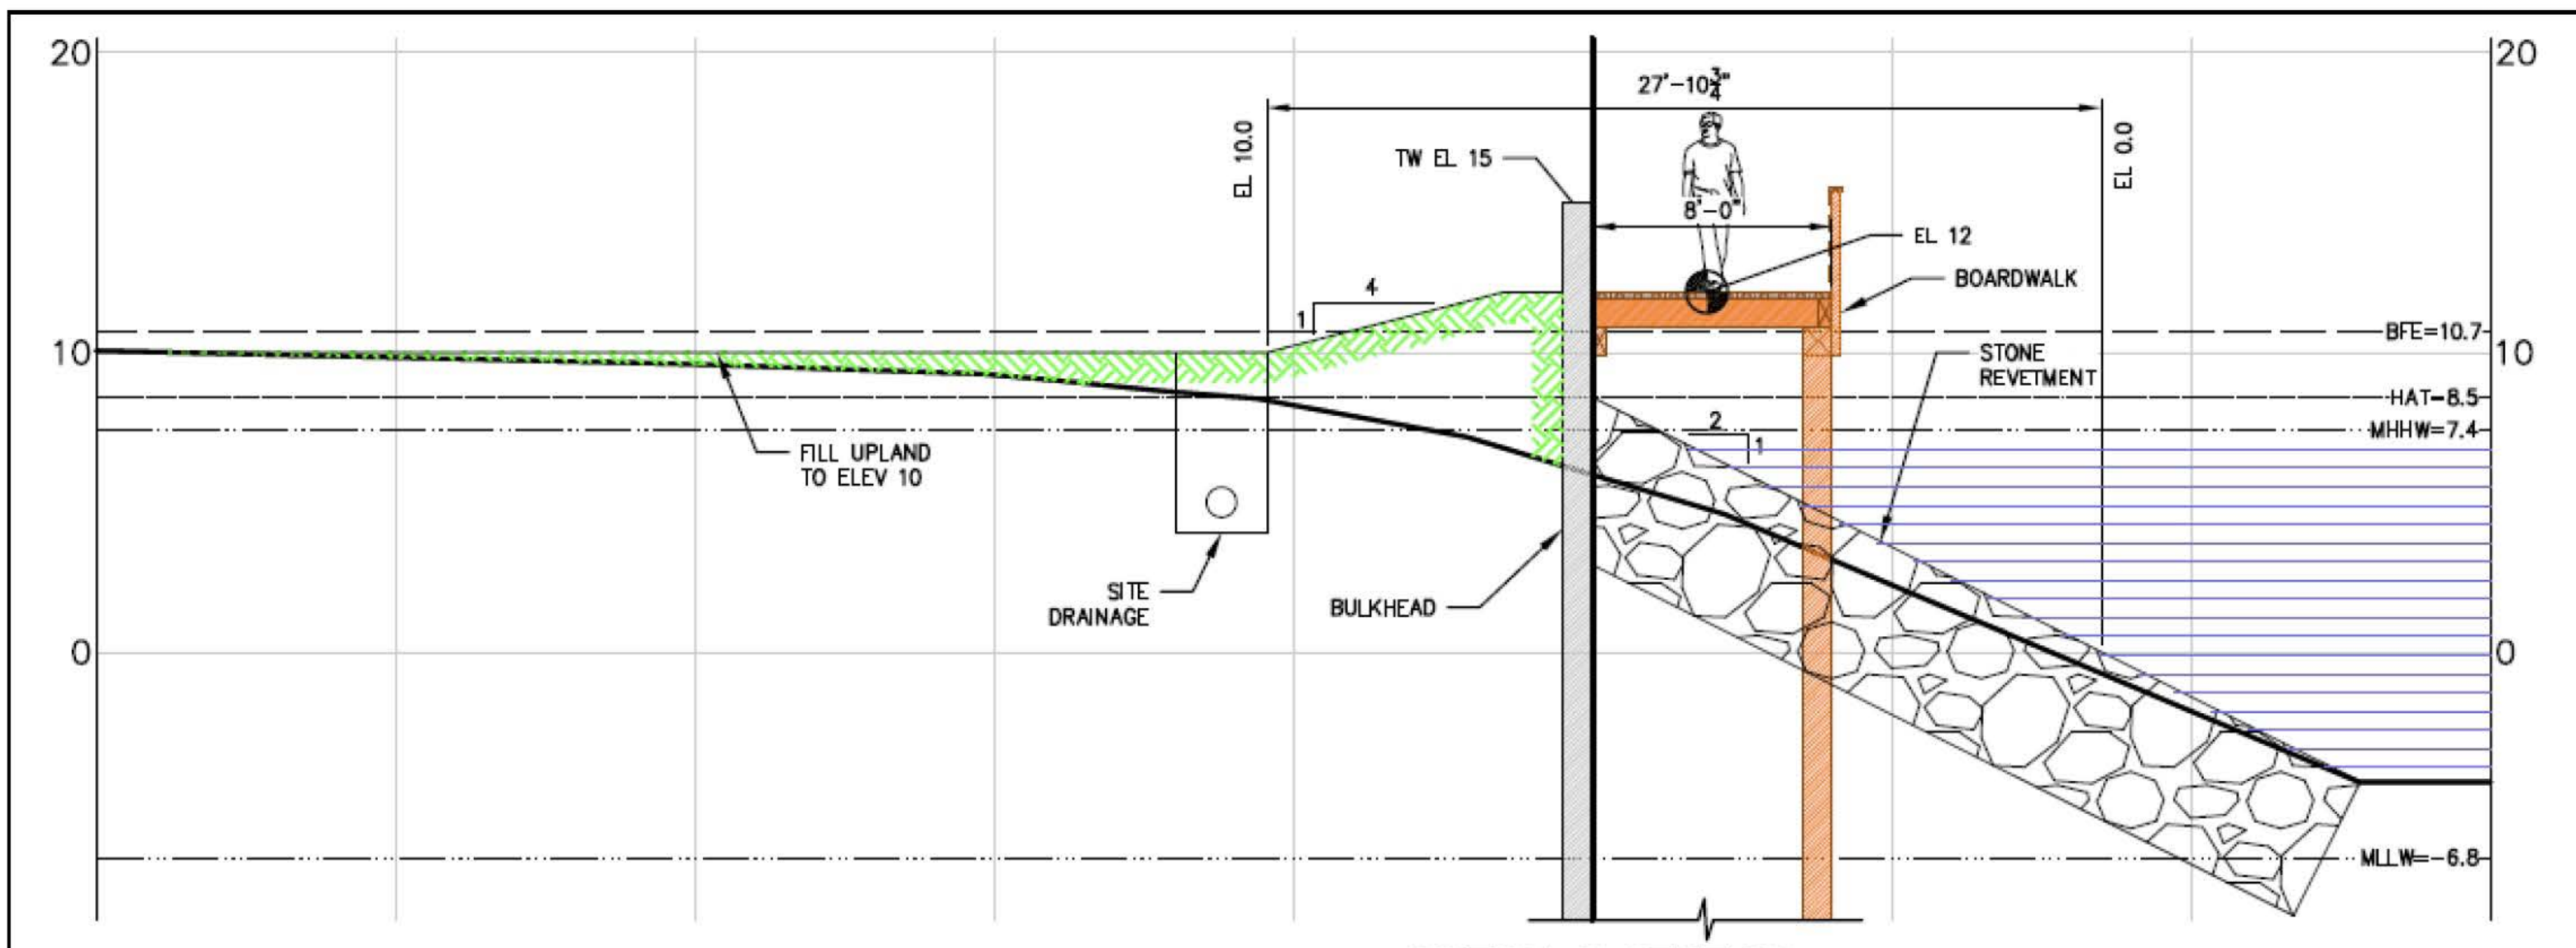 20
20
27'-10 3/4"
EL 10.0
EL 0.0
TW EL 15
8'-0"
EL 12
BOARDWALK
4
1
BFE=10.7
10
10
STONE
REVETMENT
HAT-8.5
2
1
MHHW=7.4
FILL UPLAND
TO ELEV 10
SITE
DRAINAGE
BULKHEAD
0
0
MLLW=-6.8